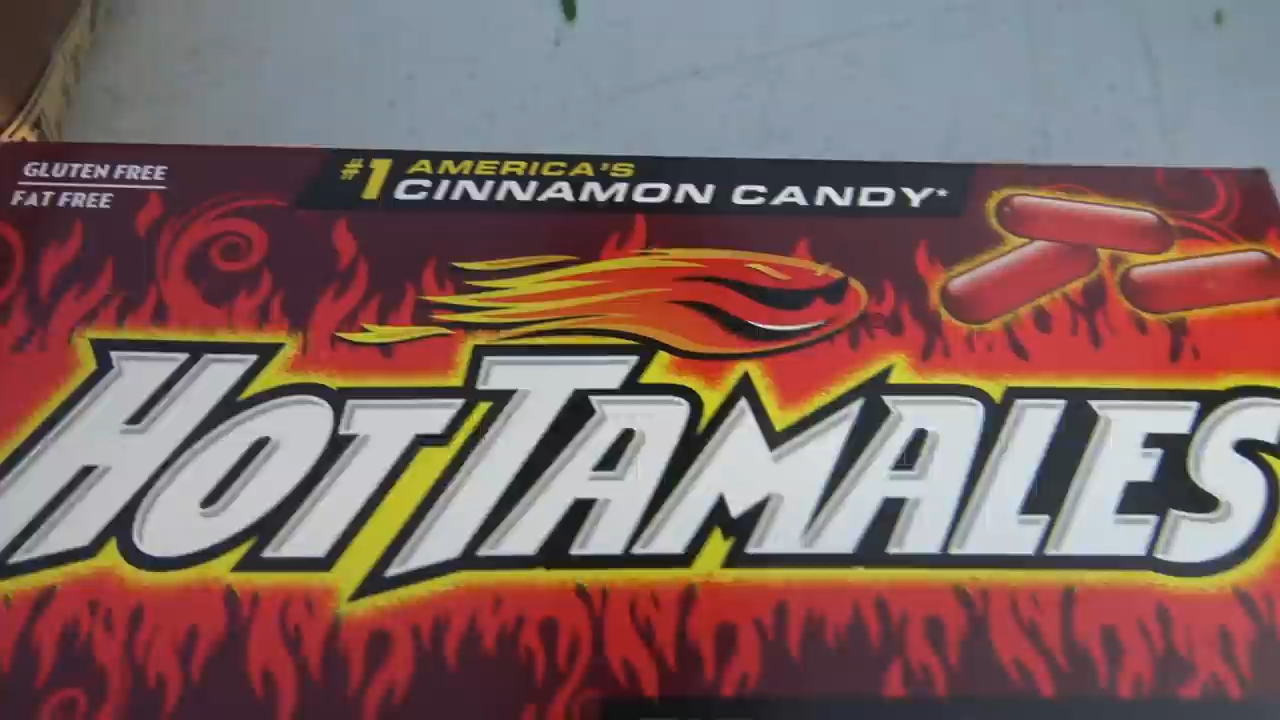 GLUTEN FREE
FAT FREE
#1 AMERICA'S
CINNAMON CANDY*
HOT TAMALES